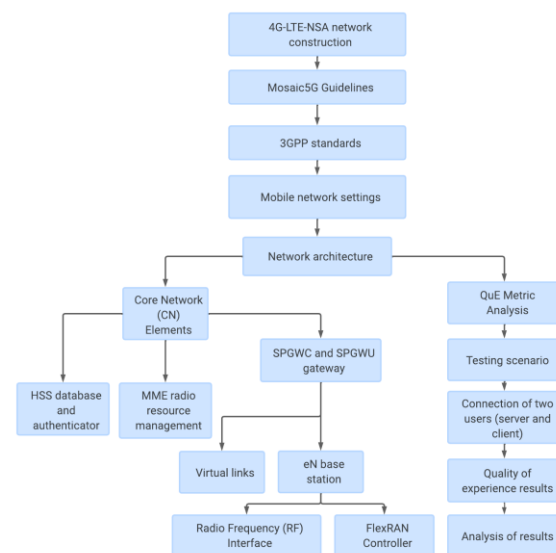 4G-LTE-NSA network
construction
Mosaic5G Guidelines
3GPP standards
Mobile network settings
Network architecture
Core Network
(CN)
Elements
QuE Metric
Analysis
SPGWC and SPGWU
gateway
Testing scenario
HSS database
and
authenticator
MME radio
resource
management
Connection of two
users (server and
client)
Virtual links
eN base
station
Quality of
experience results
Radio Frequency (RF)
Interface
FlexRAN
Controller
Analysis of results